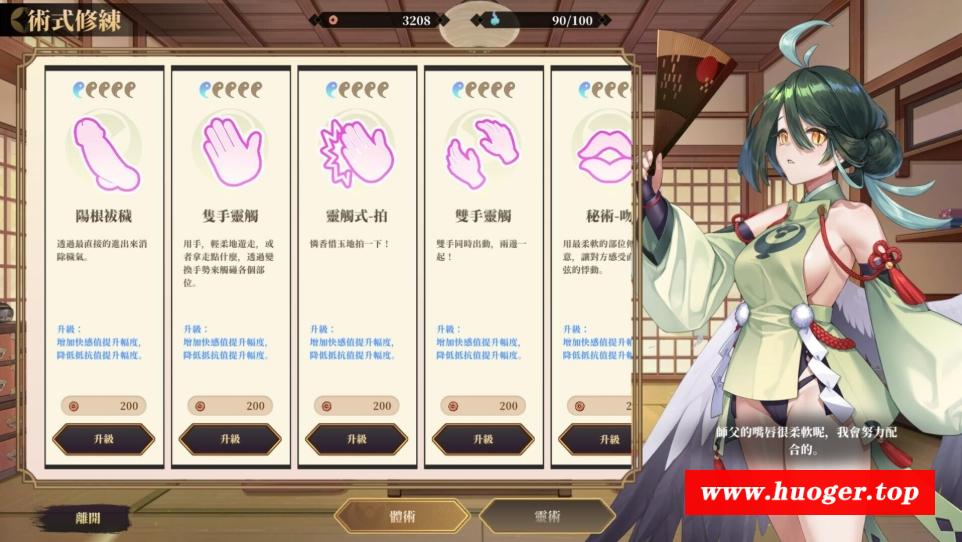 術式修練
3208
90/100
陽根祓穢
透過最直接的進出來消
除穢氣。
升級：
增加快感值提升幅度，
降低抵抗值提升幅度。
200
升級
隻手靈觸
用手，輕柔地遊走，或
者拿走點什麼，透過變
換手勢來觸碰各個部
位。
升級：
增加快感值提升幅度，
降低抵抗值提升幅度。
200
升級
靈觸式-拍
憐香惜玉地拍一下！
升級：
增加快感值提升幅度，
降低抵抗值提升幅度。
200
升級
雙手靈觸
雙手同時出動，兩邊一
起！
升級：
增加快感值提升幅度，
降低抵抗值提升幅度。
200
升級
秘術-
用最柔軟的部位
意，讓對方感受
弦的悸動。
升級：
增加快感值提升幅
降低抵抗值提升幅
2
升級
師父的嘴唇很柔軟呢，我會努力配
合的。
離開
體術
靈術
www.huoger.top